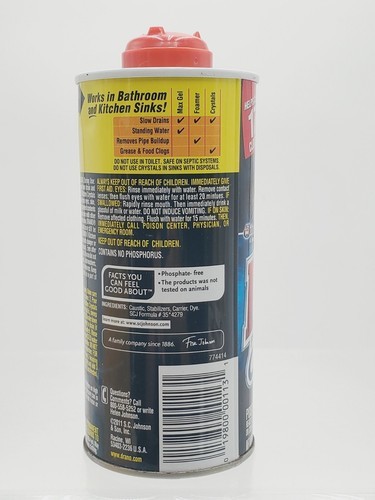 Works in Bathroom
and Kitchen Sinks!
Max Gel
Foamer
Crystals
Slow Drains ✓ ✓
Standing Water ✓
Removes Pipe Buildup ✓
Grease & Food Clogs ✓
DO NOT USE IN TOILET. SAFE ON SEPTIC SYSTEMS.
DO NOT USE CRYSTALS IN SINKS WITH DISPOSALS.
ALWAYS KEEP OUT OF REACH OF CHILDREN. IMMEDIATELY GIVE
FIRST AID. EYES: Rinse immediately with water. Remove contact
lenses; then flush eyes with water for at least 20 minutes. IF
SWALLOWED: Rapidly rinse mouth. Then immediately drink a
glassful of milk or water. DO NOT INDUCE VOMITING. IF ON SKIN:
Remove affected clothing. Flush with water for 15 minutes. THEN,
IMMEDIATELY CALL POISON CENTER, PHYSICIAN, OR
EMERGENCY ROOM.
KEEP OUT OF REACH OF CHILDREN.
CONTAINS NO PHOSPHORUS.
FACTS YOU
CAN FEEL
GOOD ABOUT™
• Phosphate- free
• The products was not
tested on animals
INGREDIENTS: Caustic, Stabilizers, Carrier, Dye.
SCJ Formula # 35*4279
Learn more at: www.scjohnson.com
A family company since 1886.
Fisk Johnson
774414
Questions?
Comments? Call
800-558-5252 or write
Helen Johnson.
©2011 S.C. Johnson
& Son, Inc.
Racine, WI
53403-2236 U.S.A.
www.drano.com
0 19800 00113 1